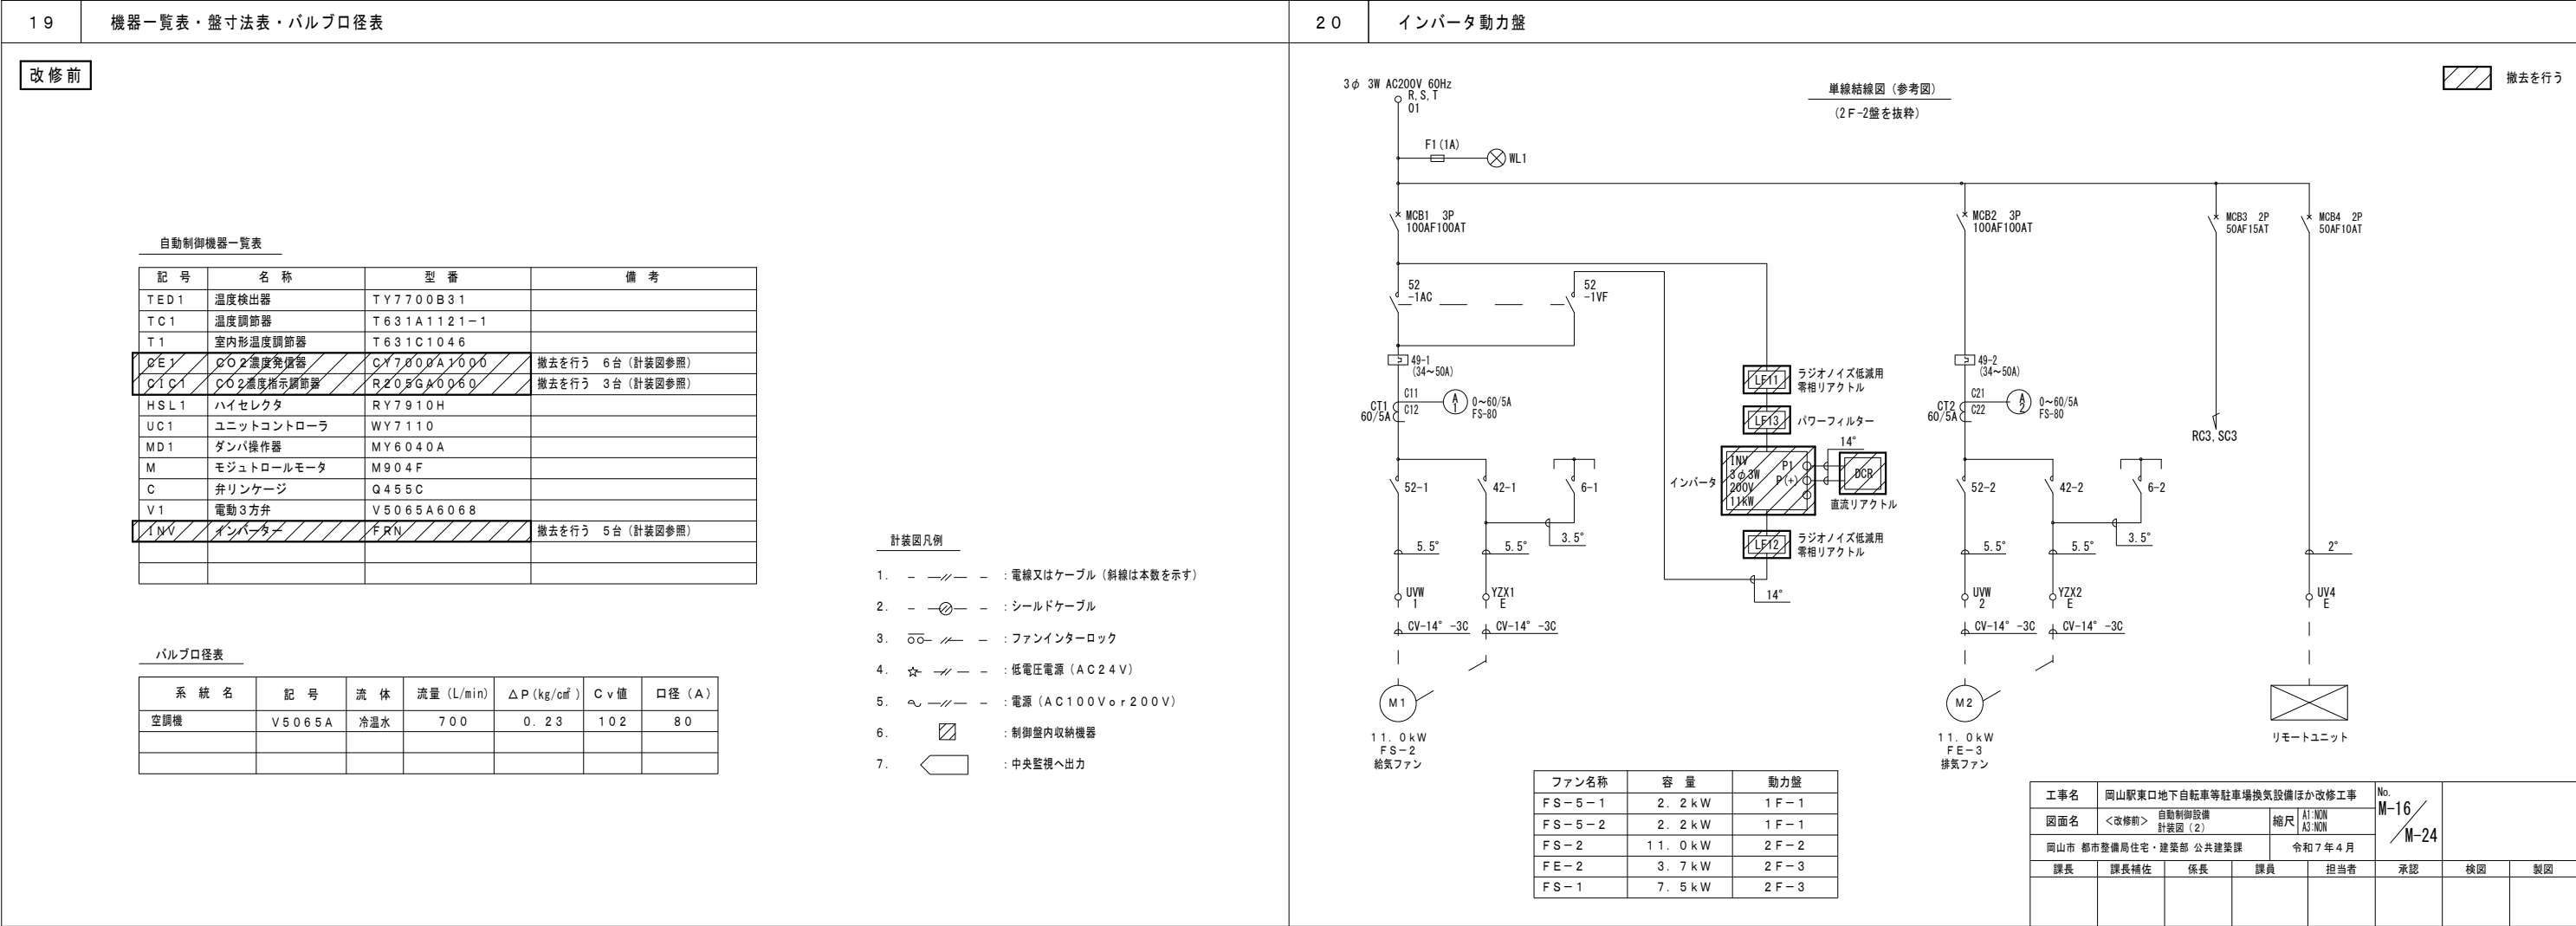 19 機器一覧表・盤寸法表・バルブロ径表
改修前
自動制御機器一覧表
記号 名称 型番 備考
TED1 温度検出器 TY7700B31
TC1 温度調節器 T631A1121-1
T1 室内形温度調節器 T631C1046
CE1 CO2濃度発信器 CY7000A1000 撤去を行う 6台(計装図参照)
CIC1 CO2濃度指示調節器 R205GA0060 撤去を行う 3台(計装図参照)
HSL1 ハイセレクタ RY7910H
UC1 ユニットコントローラ WY7110
MD1 ダンパ操作器 MY6040A
M モジュトロールモータ M904F
C 弁リンケージ Q455C
V1 電動3方弁 V5065A6068
INV インバーター FRN 撤去を行う 5台(計装図参照)
バルブロ径表
系統名 記号 流体 流量(L/min) △P(kg/c㎡) Cv値 口径(A)
空調機 V5065A 冷温水 700 0.23 102 80
計装図凡例
1. :電線又はケーブル(斜線は本数を示す)
2. :シールドケーブル
3. :ファンインターロック
4. :低電圧電源(AC24V)
5. :電源(AC100Vor200V)
6. :制御盤内収納機器
7. :中央監視へ出力
20 インバータ動力盤
撤去を行う
単線結線図(参考図)
(2F-2盤を抜粋)
3φ 3W AC200V 60Hz
R,S,T
01
F1(1A)
WL1
MCB1 3P
100AF100AT
MCB2 3P
100AF100AT
MCB3 2P
50AF15AT
MCB4 2P
50AF10AT
52
-1AC
52
-1VF
49-1
(34~50A)
C11
C12
CT1
60/5A
A
1
0~60/5A
FS-80
LF11
ラジオノイズ低減用
零相リアクトル
LF13
パワーフィルター
インバータ
INV
3φ3W
200V
11kW
P1
P(+)
14°
DCR
直流リアクトル
LF12
ラジオノイズ低減用
零相リアクトル
14°
49-2
(34~50A)
C21
C22
CT2
60/5A
A
2
0~60/5A
FS-80
RC3,SC3
52-1
42-1
6-1
52-2
42-2
6-2
5.5°
5.5°
3.5°
5.5°
5.5°
3.5°
2°
UVW
1
YZX1
E
UVW
2
YZX2
E
UV4
E
CV-14° -3C
CV-14° -3C
CV-14° -3C
CV-14° -3C
M1
11.0kW
FS-2
給気ファン
M2
11.0kW
FE-3
排気ファン
リモートユニット
ファン名称 容量 動力盤
FS-5-1 2.2kW 1F-1
FS-5-2 2.2kW 1F-1
FS-2 11.0kW 2F-2
FE-2 3.7kW 2F-3
FS-1 7.5kW 2F-3
工事名 岡山駅東口地下自転車等駐車場換気設備ほか改修工事
No.
M-16/M-24
図面名 <改修前> 自動制御設備
計装図(2)
縮尺 A1:NON
A3:NON
岡山市 都市整備局住宅・建築部 公共建築課 令和7年4月
課長 課長補佐 係長 課員 担当者 承認 検図 製図